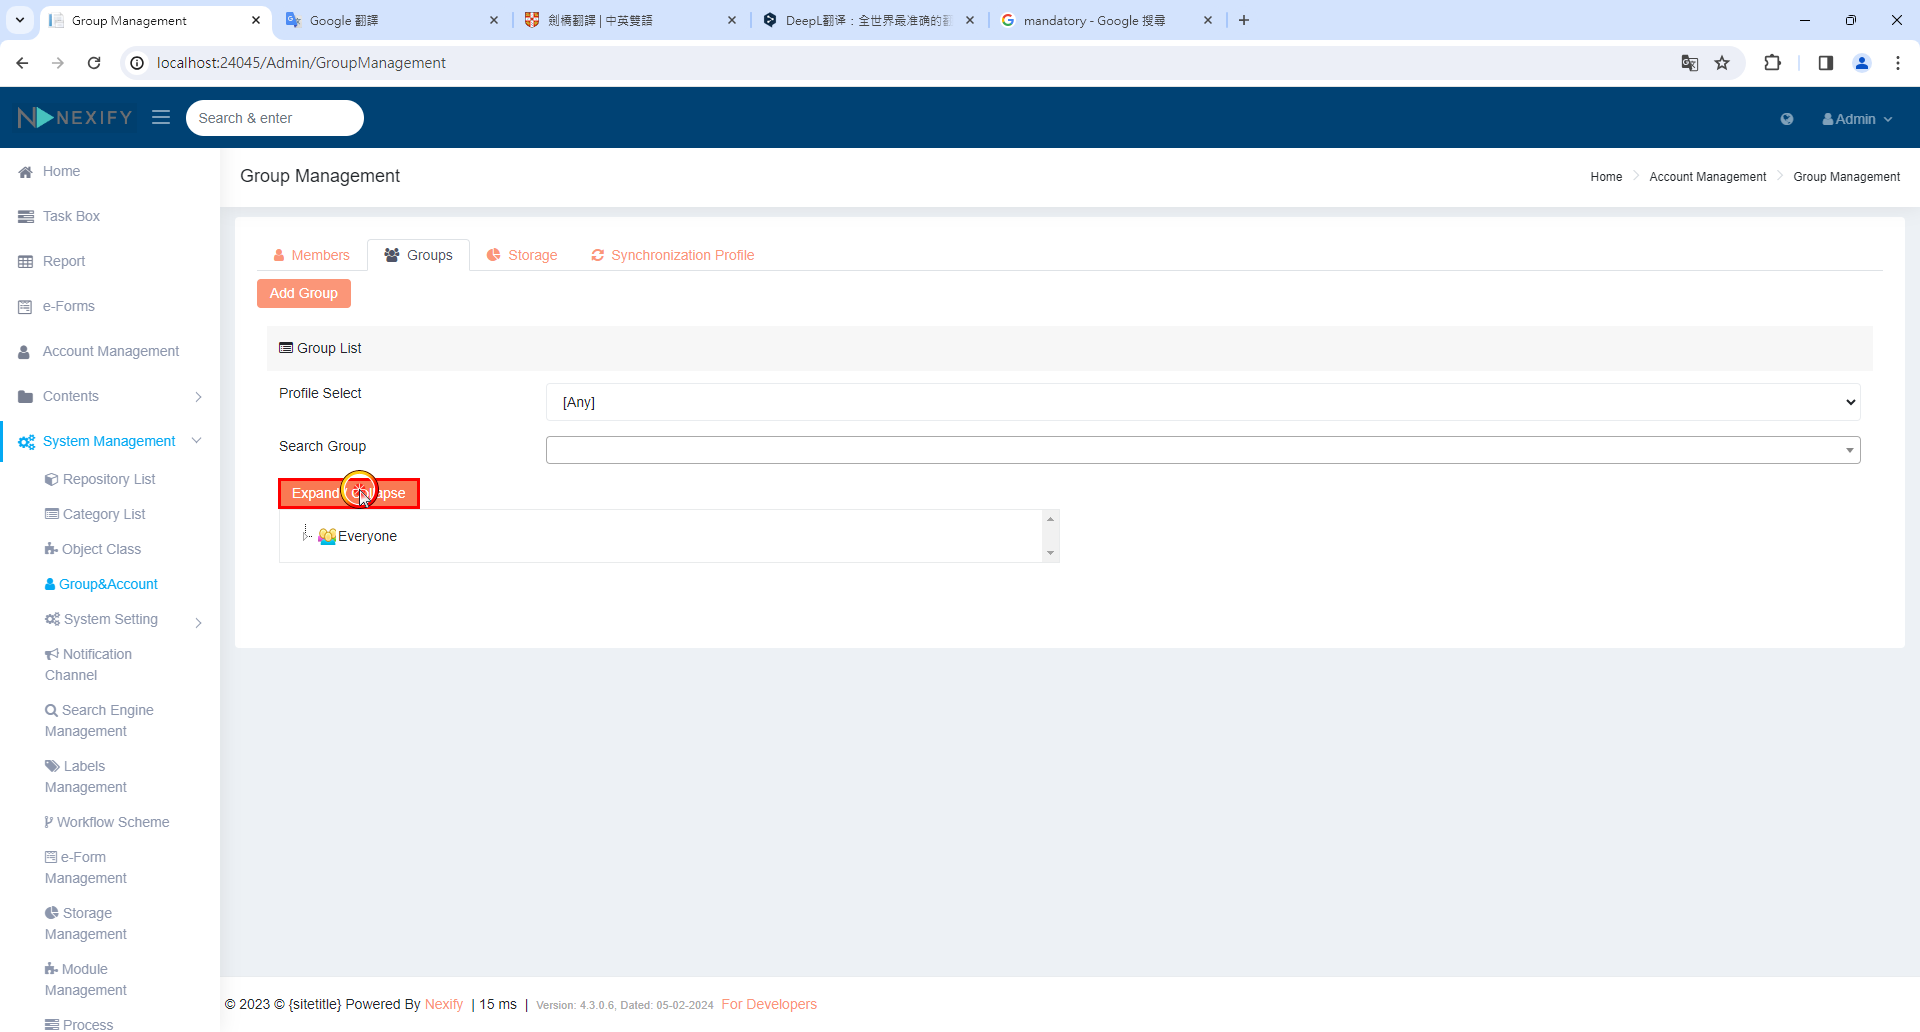 Group Management
Google 翻譯
劍橋翻譯 | 中英雙語
DeepL翻译：全世界最准确的
mandatory - Google 搜尋
localhost:24045/Admin/GroupManagement
NEXIFY
Search & enter
Admin
Home
Task Box
Report
e-Forms
Account Management
Contents
System Management
Repository List
Category List
Object Class
Group&Account
System Setting
Notification
Channel
Search Engine
Management
Labels
Management
Workflow Scheme
e-Form
Management
Storage
Management
Module
Management
Process
Group Management
Home
Account Management
Group Management
Members
Groups
Storage
Synchronization Profile
Add Group
Group List
Profile Select
[Any]
Search Group
Expand / Collapse
Everyone
© 2023 © {sitetitle} Powered By Nexify | 15 ms | Version: 4.3.0.6, Dated: 05-02-2024 For Developers